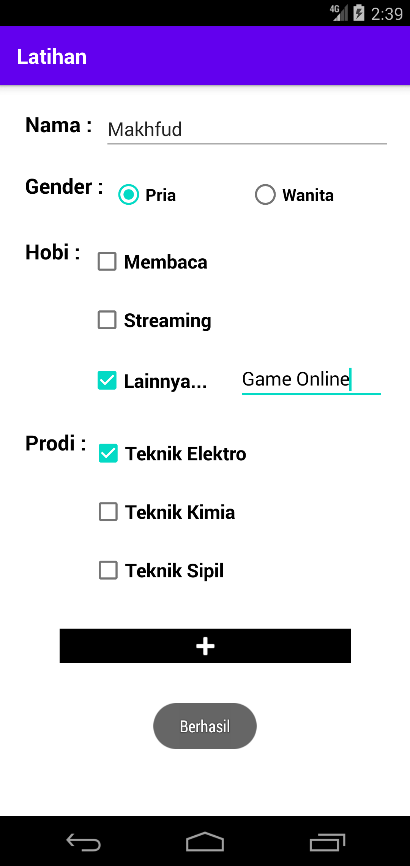 4G 2:39
Latihan
Nama : Makhfud
Gender : Pria Wanita
Hobi : Membaca
Streaming
Lainnya... Game Online
Prodi : Teknik Elektro
Teknik Kimia
Teknik Sipil
+
Berhasil